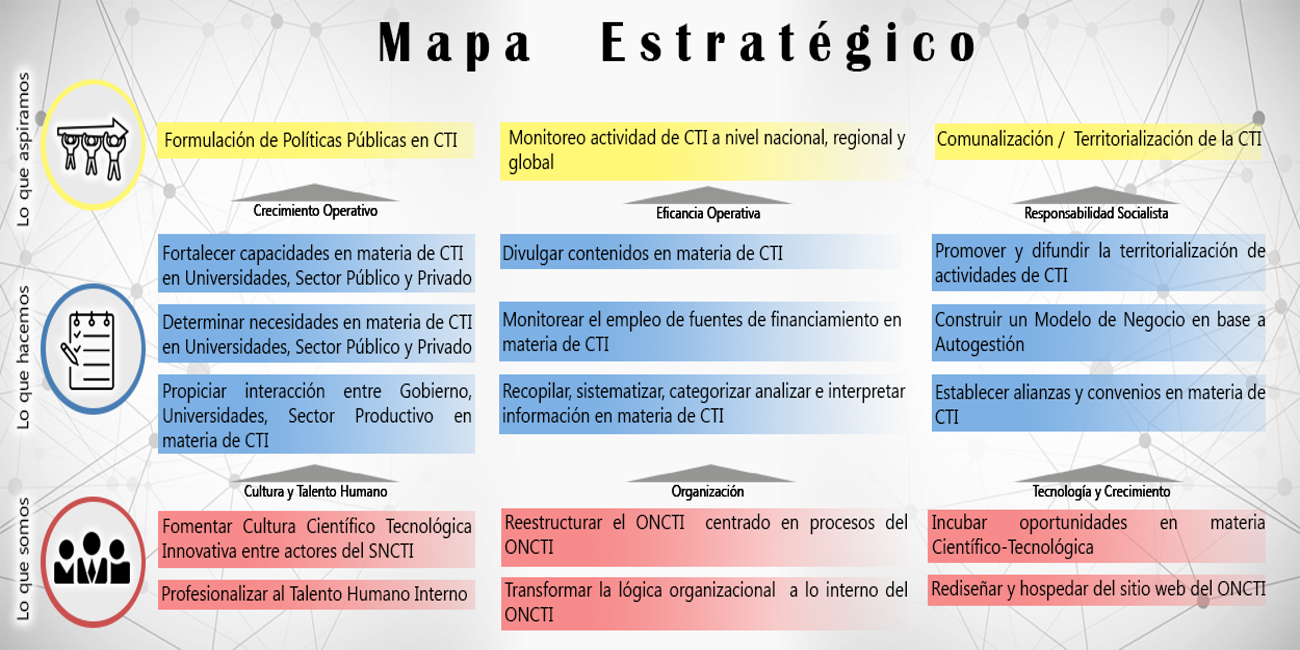 Mapa Estratégico
Lo que aspiramos
Formulación de Políticas Públicas en CTI
Monitoreo actividad de CTI a nivel nacional, regional y
global
Comunalización / Territorialización de la CTI
Crecimiento Operativo
Eficancia Operativa
Responsabilidad Socialista
Lo que hacemos
Fortalecer capacidades en materia de CTI
en Universidades, Sector Público y Privado
Divulgar contenidos en materia de CTI
Promover y difundir la territorialización de
actividades de CTI
Determinar necesidades en materia de CTI
en Universidades, Sector Público y Privado
Monitorear el empleo de fuentes de financiamiento en
materia de CTI
Construir un Modelo de Negocio en base a
Autogestión
Propiciar interacción entre Gobierno,
Universidades, Sector Productivo en
materia de CTI
Recopilar, sistematizar, categorizar analizar e interpretar
información en materia de CTI
Establecer alianzas y convenios en materia de
CTI
Cultura y Talento Humano
Organización
Tecnología y Crecimiento
Lo que somos
Fomentar Cultura Científico Tecnológica
Innovativa entre actores del SNCTI
Reestructurar el ONCTI centrado en procesos del
ONCTI
Incubar oportunidades en materia
Científico-Tecnológica
Profesionalizar al Talento Humano Interno
Transformar la lógica organizacional a lo interno del
ONCTI
Rediseñar y hospedar del sitio web del ONCTI